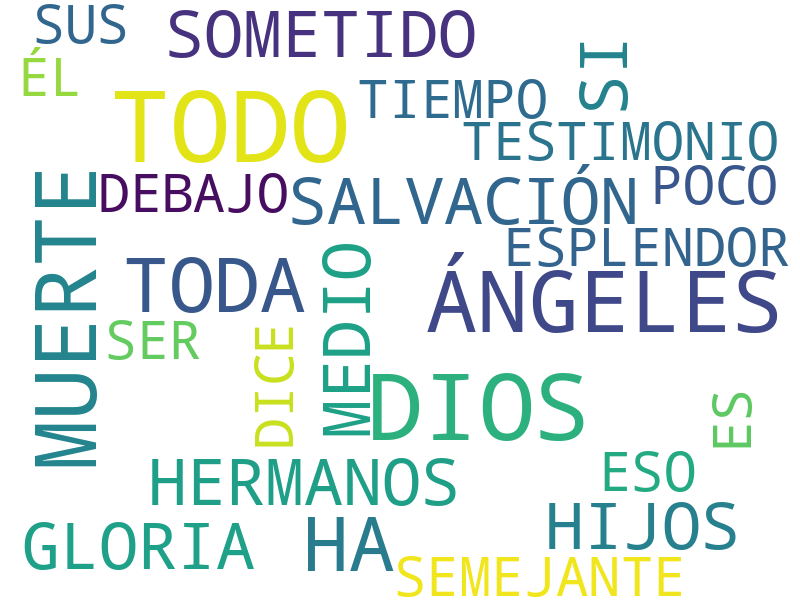 SUS
SOMETIDO
SI
ÉL
TODO
TIEMPO
TESTIMONIO
MUERTE
DEBAJO
SALVACIÓN
POCO
ESPLENDOR
TODA
MEDIO
ÁNGELES
SER
DICE
DIOS
ES
HERMANOS
ESO
GLORIA
HA
HIJOS
SEMEJANTE